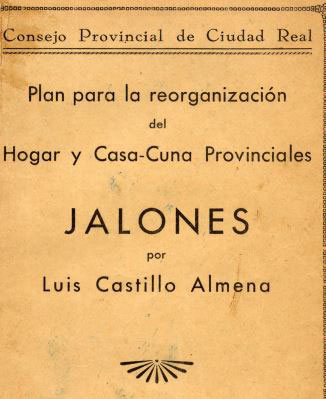 Consejo Provincial de Ciudad Real
Plan para la reorganización
del
Hogar y Casa-Cuna Provinciales
JALONES
por
Luis Castillo Almena